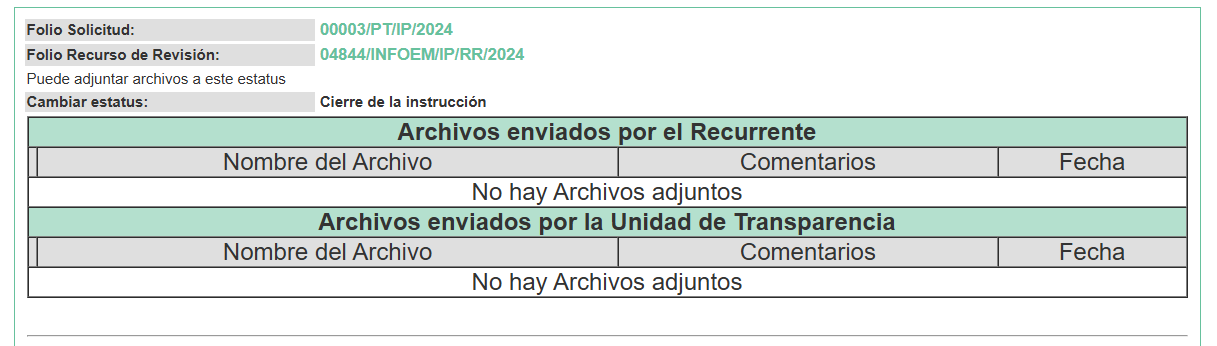 Folio Solicitud: 00003/PT/IP/2024
Folio Recurso de Revisión: 04844/INFOEM/IP/RR/2024
Puede adjuntar archivos a este estatus
Cambiar estatus: Cierre de la instrucción
Archivos enviados por el Recurrente
Nombre del Archivo Comentarios Fecha
No hay Archivos adjuntos
Archivos enviados por la Unidad de Transparencia
Nombre del Archivo Comentarios Fecha
No hay Archivos adjuntos